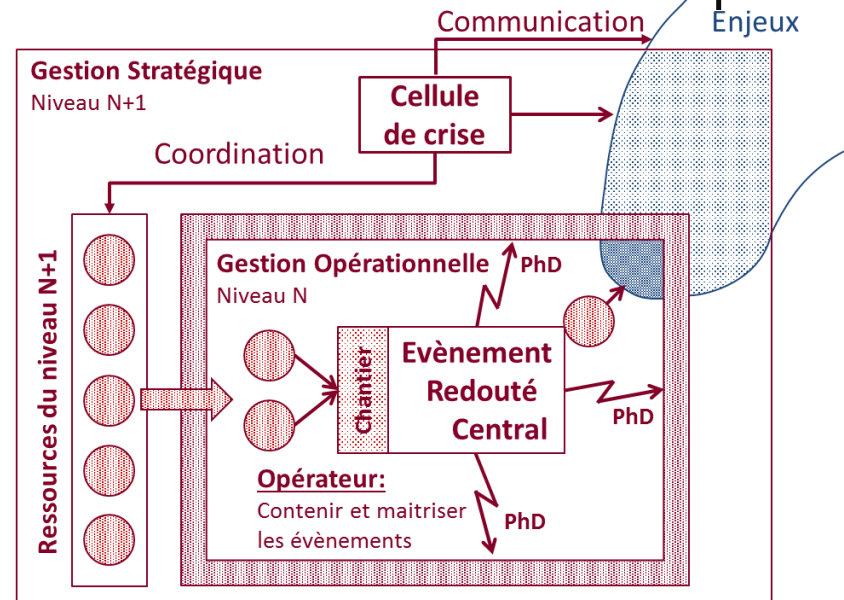 Communication
Enjeux
Gestion Stratégique
Niveau N+1
Cellule
de crise
Coordination
Ressources du niveau N+1
Gestion Opérationnelle
Niveau N
PhD
Chantier
Evènement
Redouté
Central
PhD
Opérateur:
Contenir et maitriser
les évènements
PhD